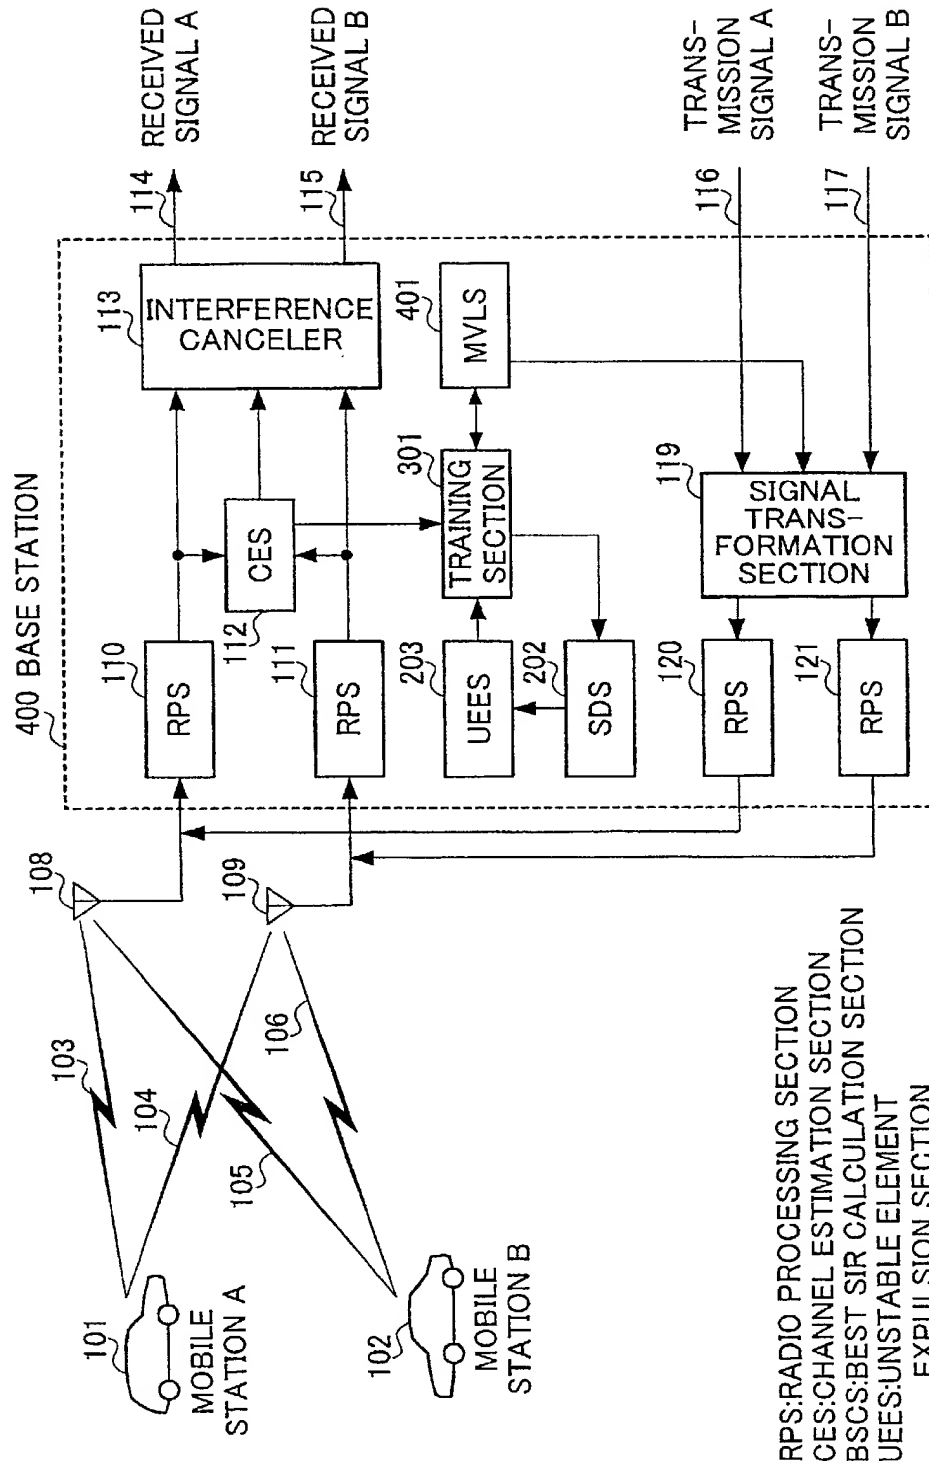 400 BASE STATION
101
MOBILE
STATION A
102
MOBILE
STATION B
103
104
105
106
108
109
110
RPS
111
RPS
112
CES
113
INTERFERENCE
CANCELER
114
RECEIVED
SIGNAL A
115
RECEIVED
SIGNAL B
203
UEES
202
SDS
301
TRAINING
SECTION
401
MVLS
120
RPS
121
RPS
119
SIGNAL
TRANS-
FORMATION
SECTION
116
TRANS-
MISSION
SIGNAL A
117
TRANS-
MISSION
SIGNAL B
RPS:RADIO PROCESSING SECTION
CES:CHANNEL ESTIMATION SECTION
BSCS:BEST SIR CALCULATION SECTION
UEES:UNSTABLE ELEMENT
EXPULSION SECTION